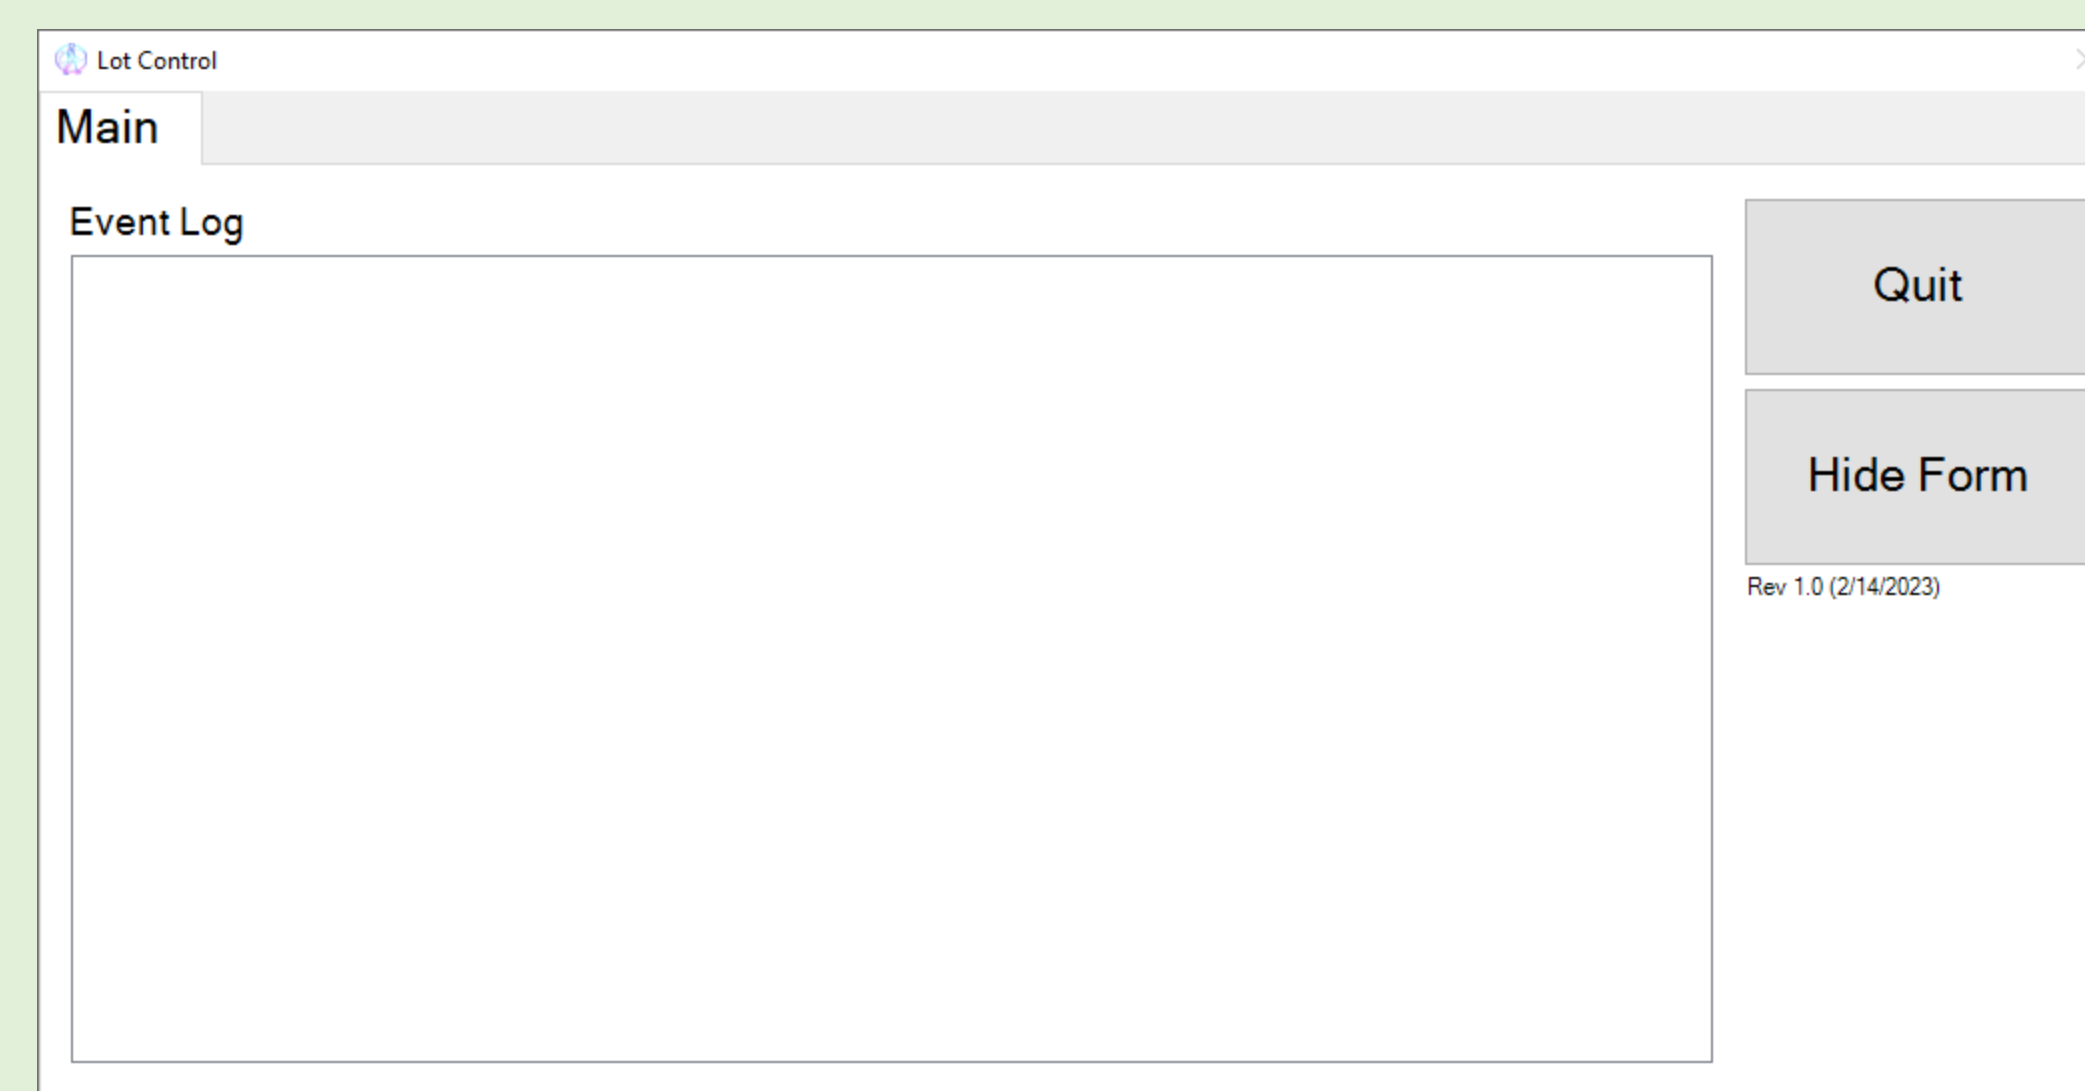 Lot Control
Main
Event Log
Quit
Hide Form
Rev 1.0 (2/14/2023)